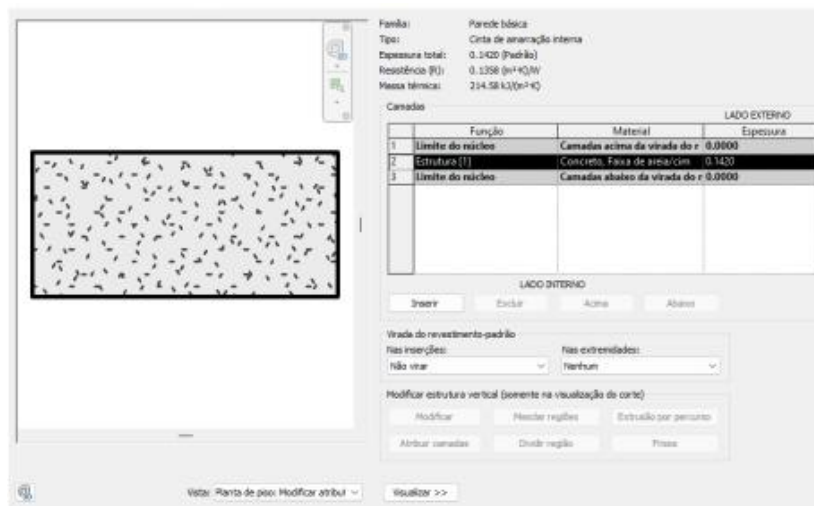 Família: Parede básica
Tipo: Cinta de amarração interna
Espessura total: 0.1420 (Padrão)
Resistência (R): 0.1358 (m²·K)/W
Massa térmica: 214.58 kJ/(m²·K)
Camadas
LADO EXTERNO
Função Material Espessura
1 Limite do núcleo Camadas acima da virada do r 0.0000
2 Estrutura [1] Concreto, Faixa de areia/cim 0.1420
3 Limite do núcleo Camadas abaixo da virada do r 0.0000
LADO INTERNO
Inserir Excluir Acima Abaixo
Virada do revestimento-padrão
Nas inserções: Nas extremidades:
Não virar Nenhum
Modificar estrutura vertical (somente na visualização do corte)
Modificar Mesclar regiões Extrusão por percurso
Atribuir camadas Dividir região Frisos
Vista: Planta de piso: Modificar atribut Visualizar >>